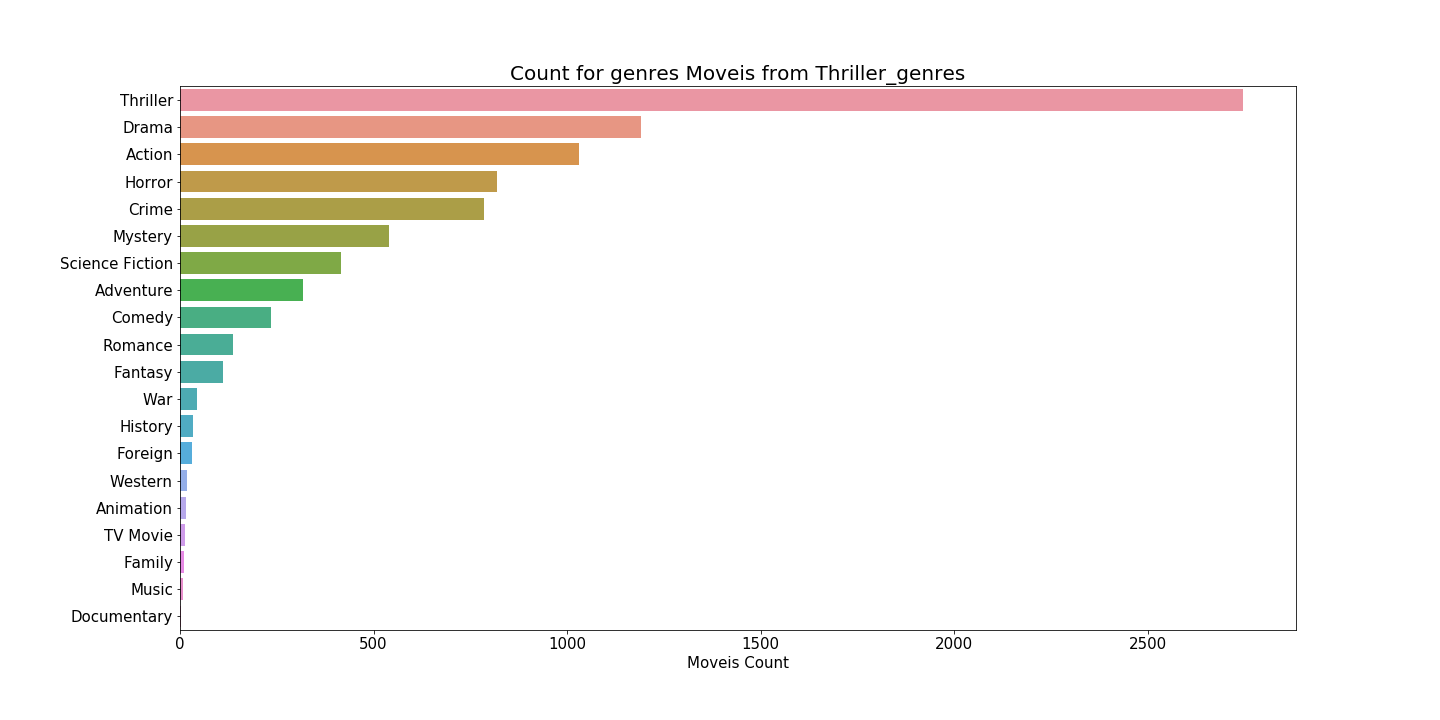 Count for genres Moveis from Thriller_genres
Thriller
Drama
Action
Horror
Crime
Mystery
Science Fiction
Adventure
Comedy
Romance
Fantasy
War
History
Foreign
Western
Animation
TV Movie
Family
Music
Documentary
0 500 1000 1500 2000 2500
Moveis Count